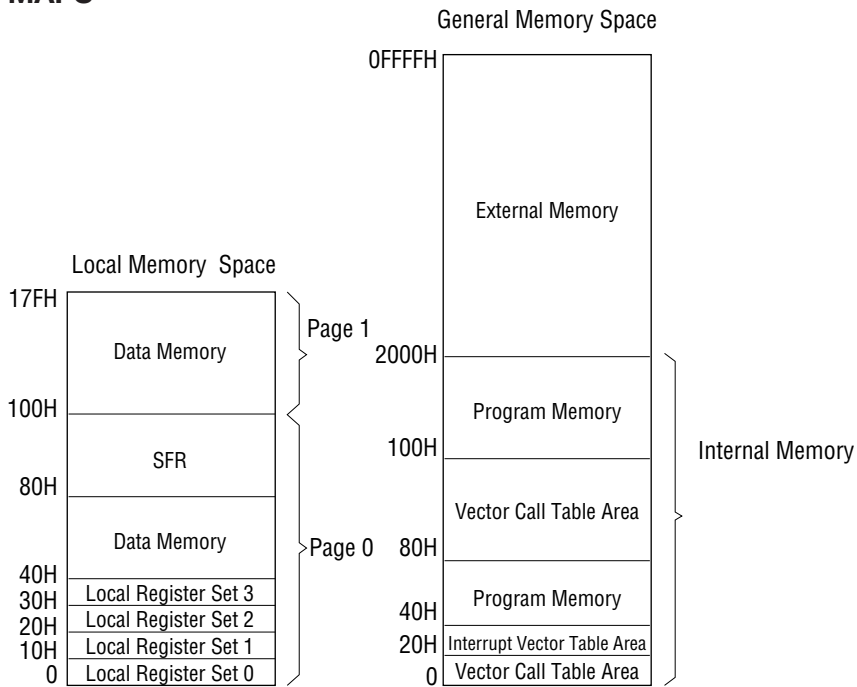 General Memory Space
0FFFFH
External Memory
2000H
Program Memory
100H
Vector Call Table Area
80H
Program Memory
40H
20H Interrupt Vector Table Area
0 Vector Call Table Area
Internal Memory
Local Memory Space
17FH
Data Memory
Page 1
100H
SFR
80H
Data Memory
Page 0
40H
Local Register Set 3
30H
Local Register Set 2
20H
Local Register Set 1
10H
Local Register Set 0
0